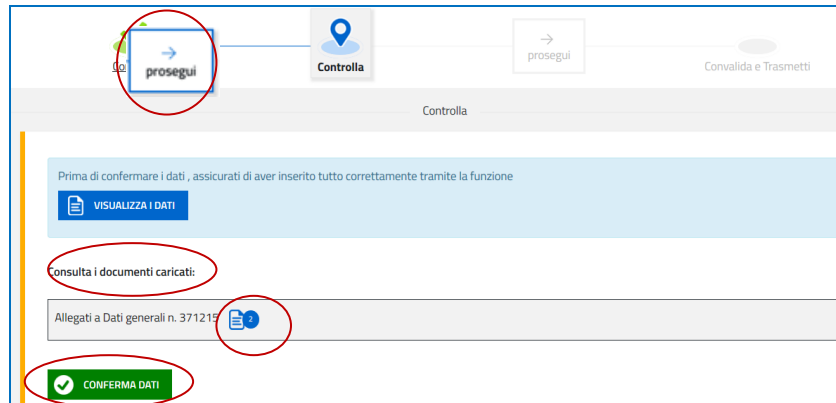 prosegui
Controlla
prosegui
Convalida e Trasmetti
Controlla
Prima di confermare i dati , assicurati di aver inserito tutto correttamente tramite la funzione
VISUALIZZA I DATI
Consulta i documenti caricati:
Allegati a Dati generali n. 371215
2
CONFERMA DATI